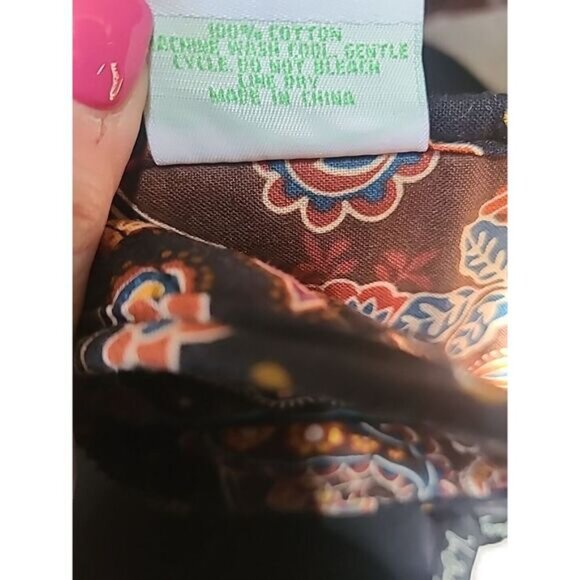 100% COTTON
MACHINE WASH COOL, GENTLE
CYCLE DO NOT BLEACH
LINE DRY
MADE IN CHINA